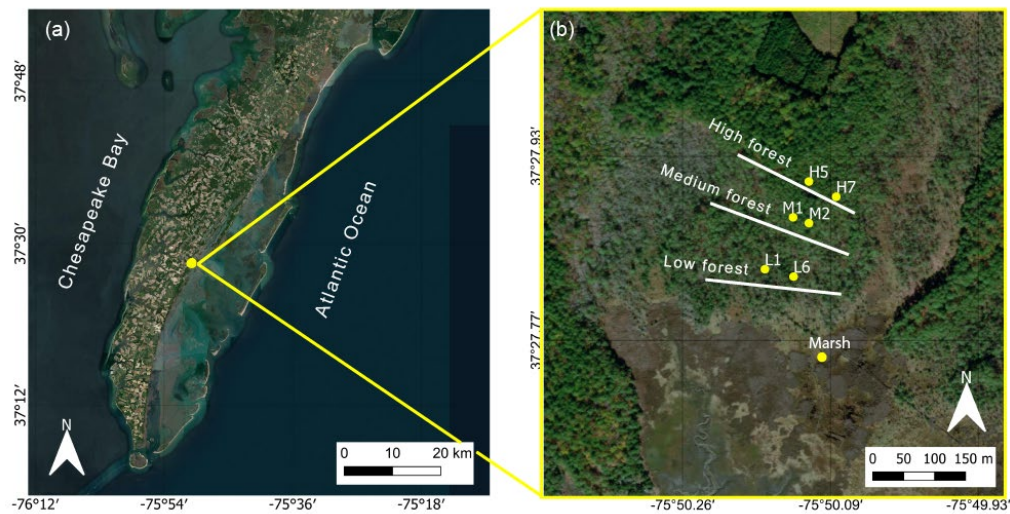 (a)
37°48'
37°30'
37°12'
Chesapeake Bay
Atlantic Ocean
N
0 10 20 km
-76°12' -75°54' -75°36' -75°18'
(b)
37°27.93'
37°27.77'
High forest
H5
H7
Medium forest
M1
M2
Low forest
L1
L6
Marsh
N
0 50 100 150 m
-75°50.26' -75°50.09' -75°49.93'